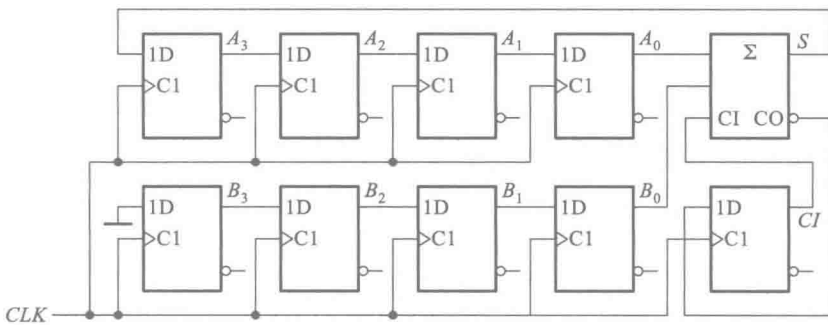 A3 A2 A1 A0 S
1D 1D 1D 1D Σ
C1 C1 C1 C1
CI CO
B3 B2 B1 B0
1D 1D 1D 1D 1D
CI
C1 C1 C1 C1 C1
CLK